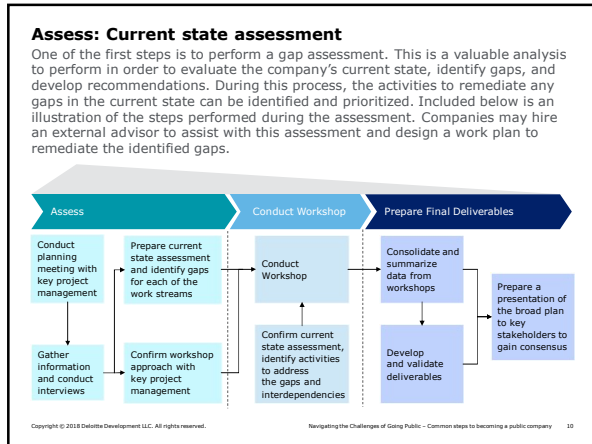 Assess: Current state assessment
One of the first steps is to perform a gap assessment. This is a valuable analysis
to perform in order to evaluate the company's current state, identify gaps, and
develop recommendations. During this process, the activities to remediate any
gaps in the current state can be identified and prioritized. Included below is an
illustration of the steps performed during the assessment. Companies may hire
an external advisor to assist with this assessment and design a work plan to
remediate the identified gaps.
Assess
Conduct Workshop
Prepare Final Deliverables
Conduct
planning
meeting with
key project
management
Prepare current
state assessment
and identify gaps
for each of the
work streams
Conduct
Workshop
Consolidate and
summarize
data from
workshops
Prepare a
presentation of
the broad plan
to key
stakeholders to
gain consensus
Gather
information
and conduct
interviews
Confirm workshop
approach with
key project
management
Confirm current
state assessment,
identify activities
to address
the gaps and
interdependencies
Develop
and validate
deliverables
Copyright © 2018 Deloitte Development LLC. All rights reserved.
Navigating the Challenges of Going Public – Common steps to becoming a public company
10